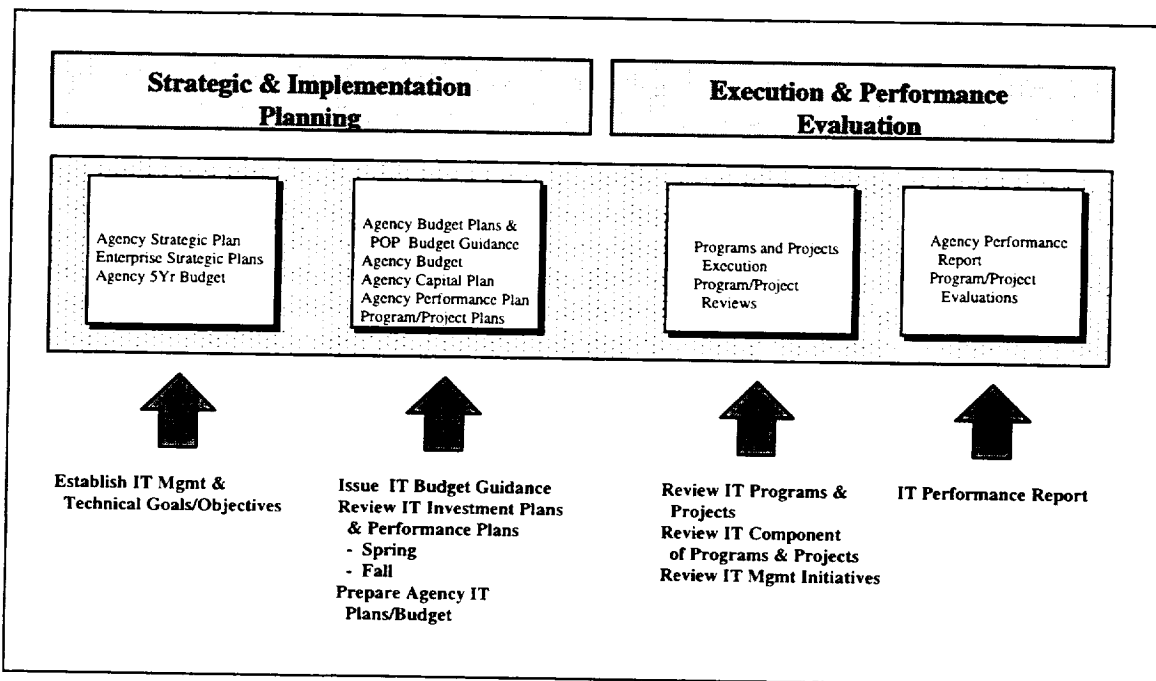 Strategic & Implementation
Planning
Execution & Performance
Evaluation
Agency Strategic Plan
Enterprise Strategic Plans
Agency 5Yr Budget
Agency Budget Plans &
POP Budget Guidance
Agency Budget
Agency Capital Plan
Agency Performance Plan
Program/Project Plans
Programs and Projects
Execution
Program/Project
Reviews
Agency Performance
Report
Program/Project
Evaluations
Establish IT Mgmt &
Technical Goals/Objectives
Issue IT Budget Guidance
Review IT Investment Plans
& Performance Plans
- Spring
- Fall
Prepare Agency IT
Plans/Budget
Review IT Programs &
Projects
Review IT Component
of Programs & Projects
Review IT Mgmt Initiatives
IT Performance Report